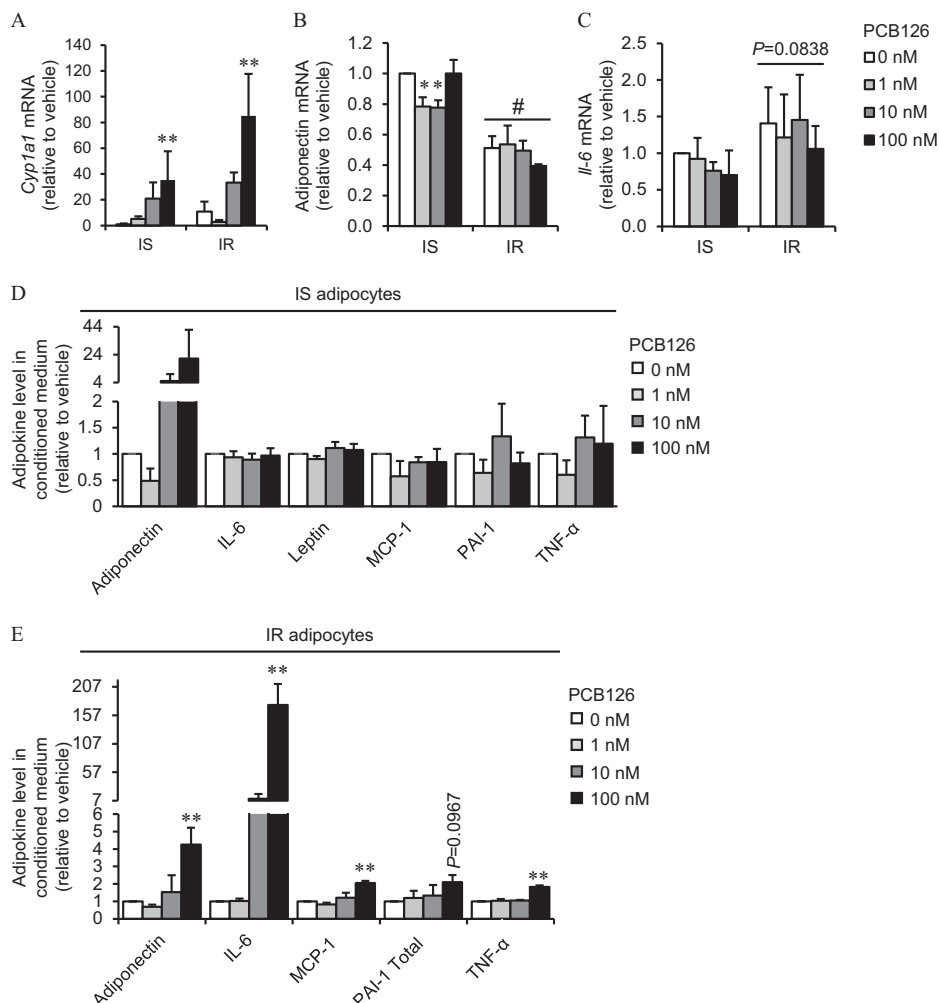 A
Cyp1a1 mRNA
(relative to vehicle)
140
120
100
80
60
40
20
0
**
**
IS
IR
B
Adiponectin mRNA
(relative to vehicle)
1.2
1.0
0.8
0.6
0.4
0.2
0
**
#
IS
IR
C
Il-6 mRNA
(relative to vehicle)
2.5
2.0
1.5
1.0
0.5
0
P=0.0838
IS
IR
PCB126
0 nM
1 nM
10 nM
100 nM
D
IS adipocytes
Adipokine level in
conditioned medium
(relative to vehicle)
44
24
4
2
1.5
1
0.5
0
Adiponectin
IL-6
Leptin
MCP-1
PAI-1
TNF-α
PCB126
0 nM
1 nM
10 nM
100 nM
E
IR adipocytes
Adipokine level in
conditioned medium
(relative to vehicle)
207
157
107
57
7
6
5
4
3
2
1
0
**
**
**
P=0.0967
**
Adiponectin
IL-6
MCP-1
PAI-1 Total
TNF-α
PCB126
0 nM
1 nM
10 nM
100 nM